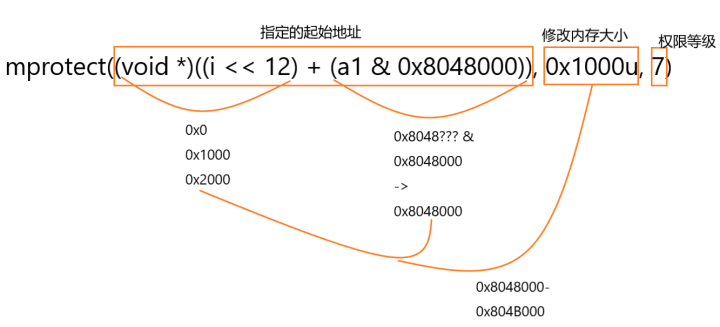 指定的起始地址
修改内存大小
权限等级
mprotect((void *)((i << 12) + (a1 & 0x8048000)), 0x1000u, 7)
0x0
0x1000
0x2000
0x8048??? &
0x8048000
->
0x8048000
0x8048000-
0x804B000